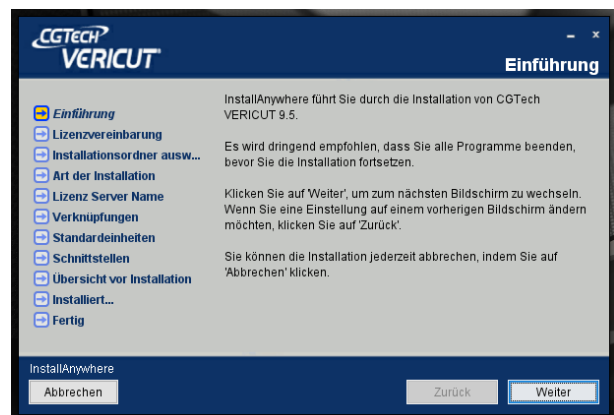 CGTECH
VERICUT
Einführung
Einführung
Lizenzvereinbarung
Installationsordner ausw...
Art der Installation
Lizenz Server Name
Verknüpfungen
Standardeinheiten
Schnittstellen
Übersicht vor Installation
Installiert...
Fertig
InstallAnywhere führt Sie durch die Installation von CGTech
VERICUT 9.5.
Es wird dringend empfohlen, dass Sie alle Programme beenden,
bevor Sie die Installation fortsetzen.
Klicken Sie auf 'Weiter', um zum nächsten Bildschirm zu wechseln.
Wenn Sie eine Einstellung auf einem vorherigen Bildschirm ändern
möchten, klicken Sie auf 'Zurück'.
Sie können die Installation jederzeit abbrechen, indem Sie auf
'Abbrechen' klicken.
InstallAnywhere
Abbrechen
Zurück
Weiter